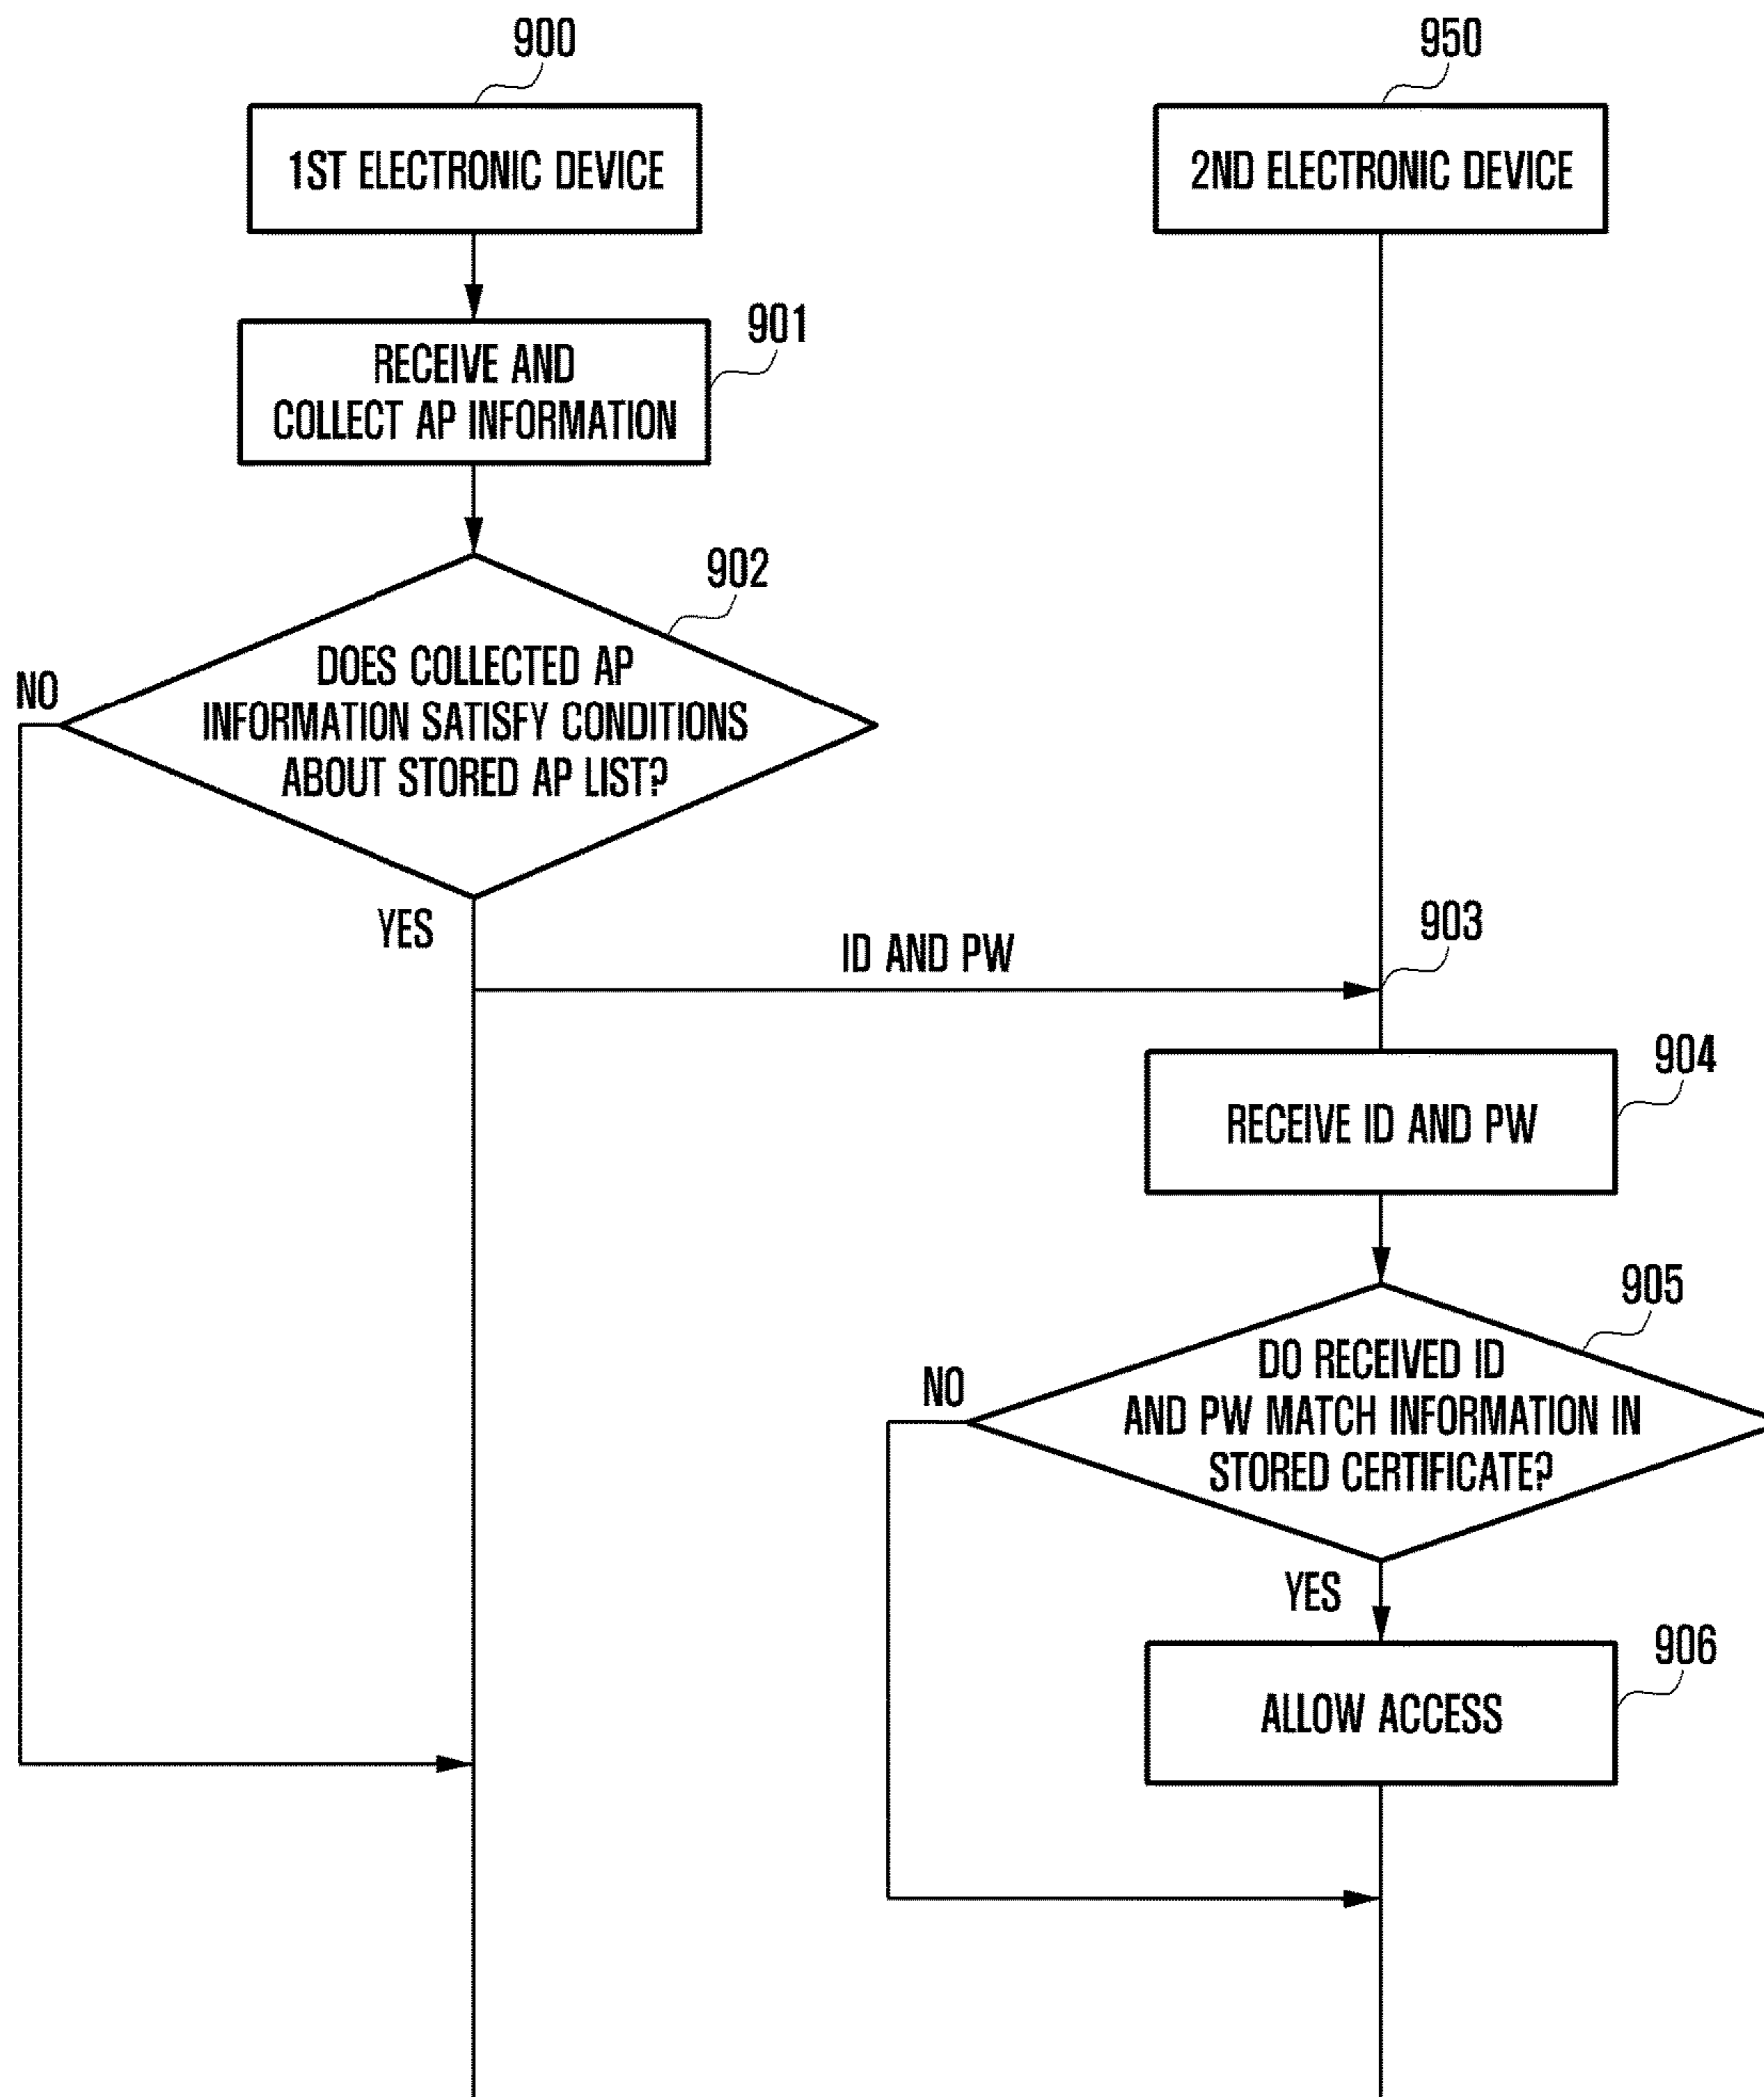 900
950
1ST ELECTRONIC DEVICE
2ND ELECTRONIC DEVICE
901
RECEIVE AND
COLLECT AP INFORMATION
902
DOES COLLECTED AP
INFORMATION SATISFY CONDITIONS
ABOUT STORED AP LIST?
NO
YES
903
ID AND PW
904
RECEIVE ID AND PW
905
DO RECEIVED ID
AND PW MATCH INFORMATION IN
STORED CERTIFICATE?
NO
YES
906
ALLOW ACCESS